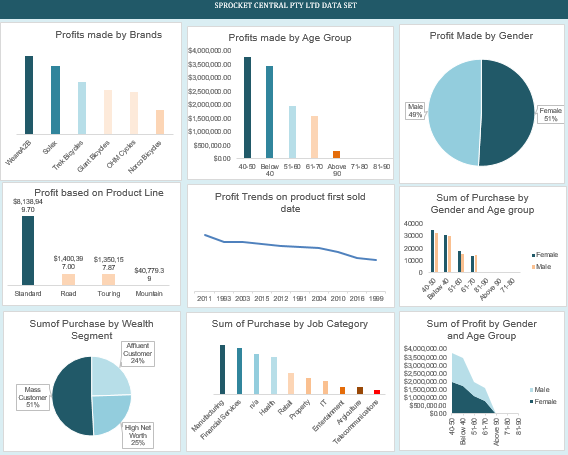 SPROCKET CENTRAL PTY LTD DATA SET
Profits made by Brands
WeareA2B
Solex
Trek Bicycles
Giant Bicycles
OHM Cycles
Norco Bicycles
Profits made by Age Group
$4,000,000.00
$3,500,000.00
$3,000,000.00
$2,500,000.00
$2,000,000.00
$1,500,000.00
$1,000,000.00
$500,000.00
$0.00
40-50
Below
40
51-60
61-70
Above
90
71-80
81-90
Profit Made by Gender
Male
49%
Female
51%
Profit based on Product Line
$8,138,94
9.70
$1,400,39
7.00
$1,350,15
7.87
$40,779.3
9
Standard
Road
Touring
Mountain
Profit Trends on product first sold
date
2011 1993 2003 2015 2012 1991 2004 2010 2016 1999
Sum of Purchase by
Gender and Age group
40000
30000
20000
10000
0
40-50
Below 40
51-60
61-70
81-90
Above 90
71-80
Female
Male
Sumof Purchase by Wealth
Segment
Affluent
Customer
24%
Mass
Customer
51%
High Net
Worth
25%
Sum of Purchase by Job Category
Manufacturing
Financial Services
n/a
Health
Retail
Property
IT
Entertainment
Argiculture
Telecommunications
Sum of Profit by Gender
and Age Group
$4,000,000.00
$3,500,000.00
$3,000,000.00
$2,500,000.00
$2,000,000.00
$1,500,000.00
$1,000,000.00
$500,000.00
$0.00
40-50
Below 40
51-60
61-70
Above 90
71-80
81-90
Male
Female